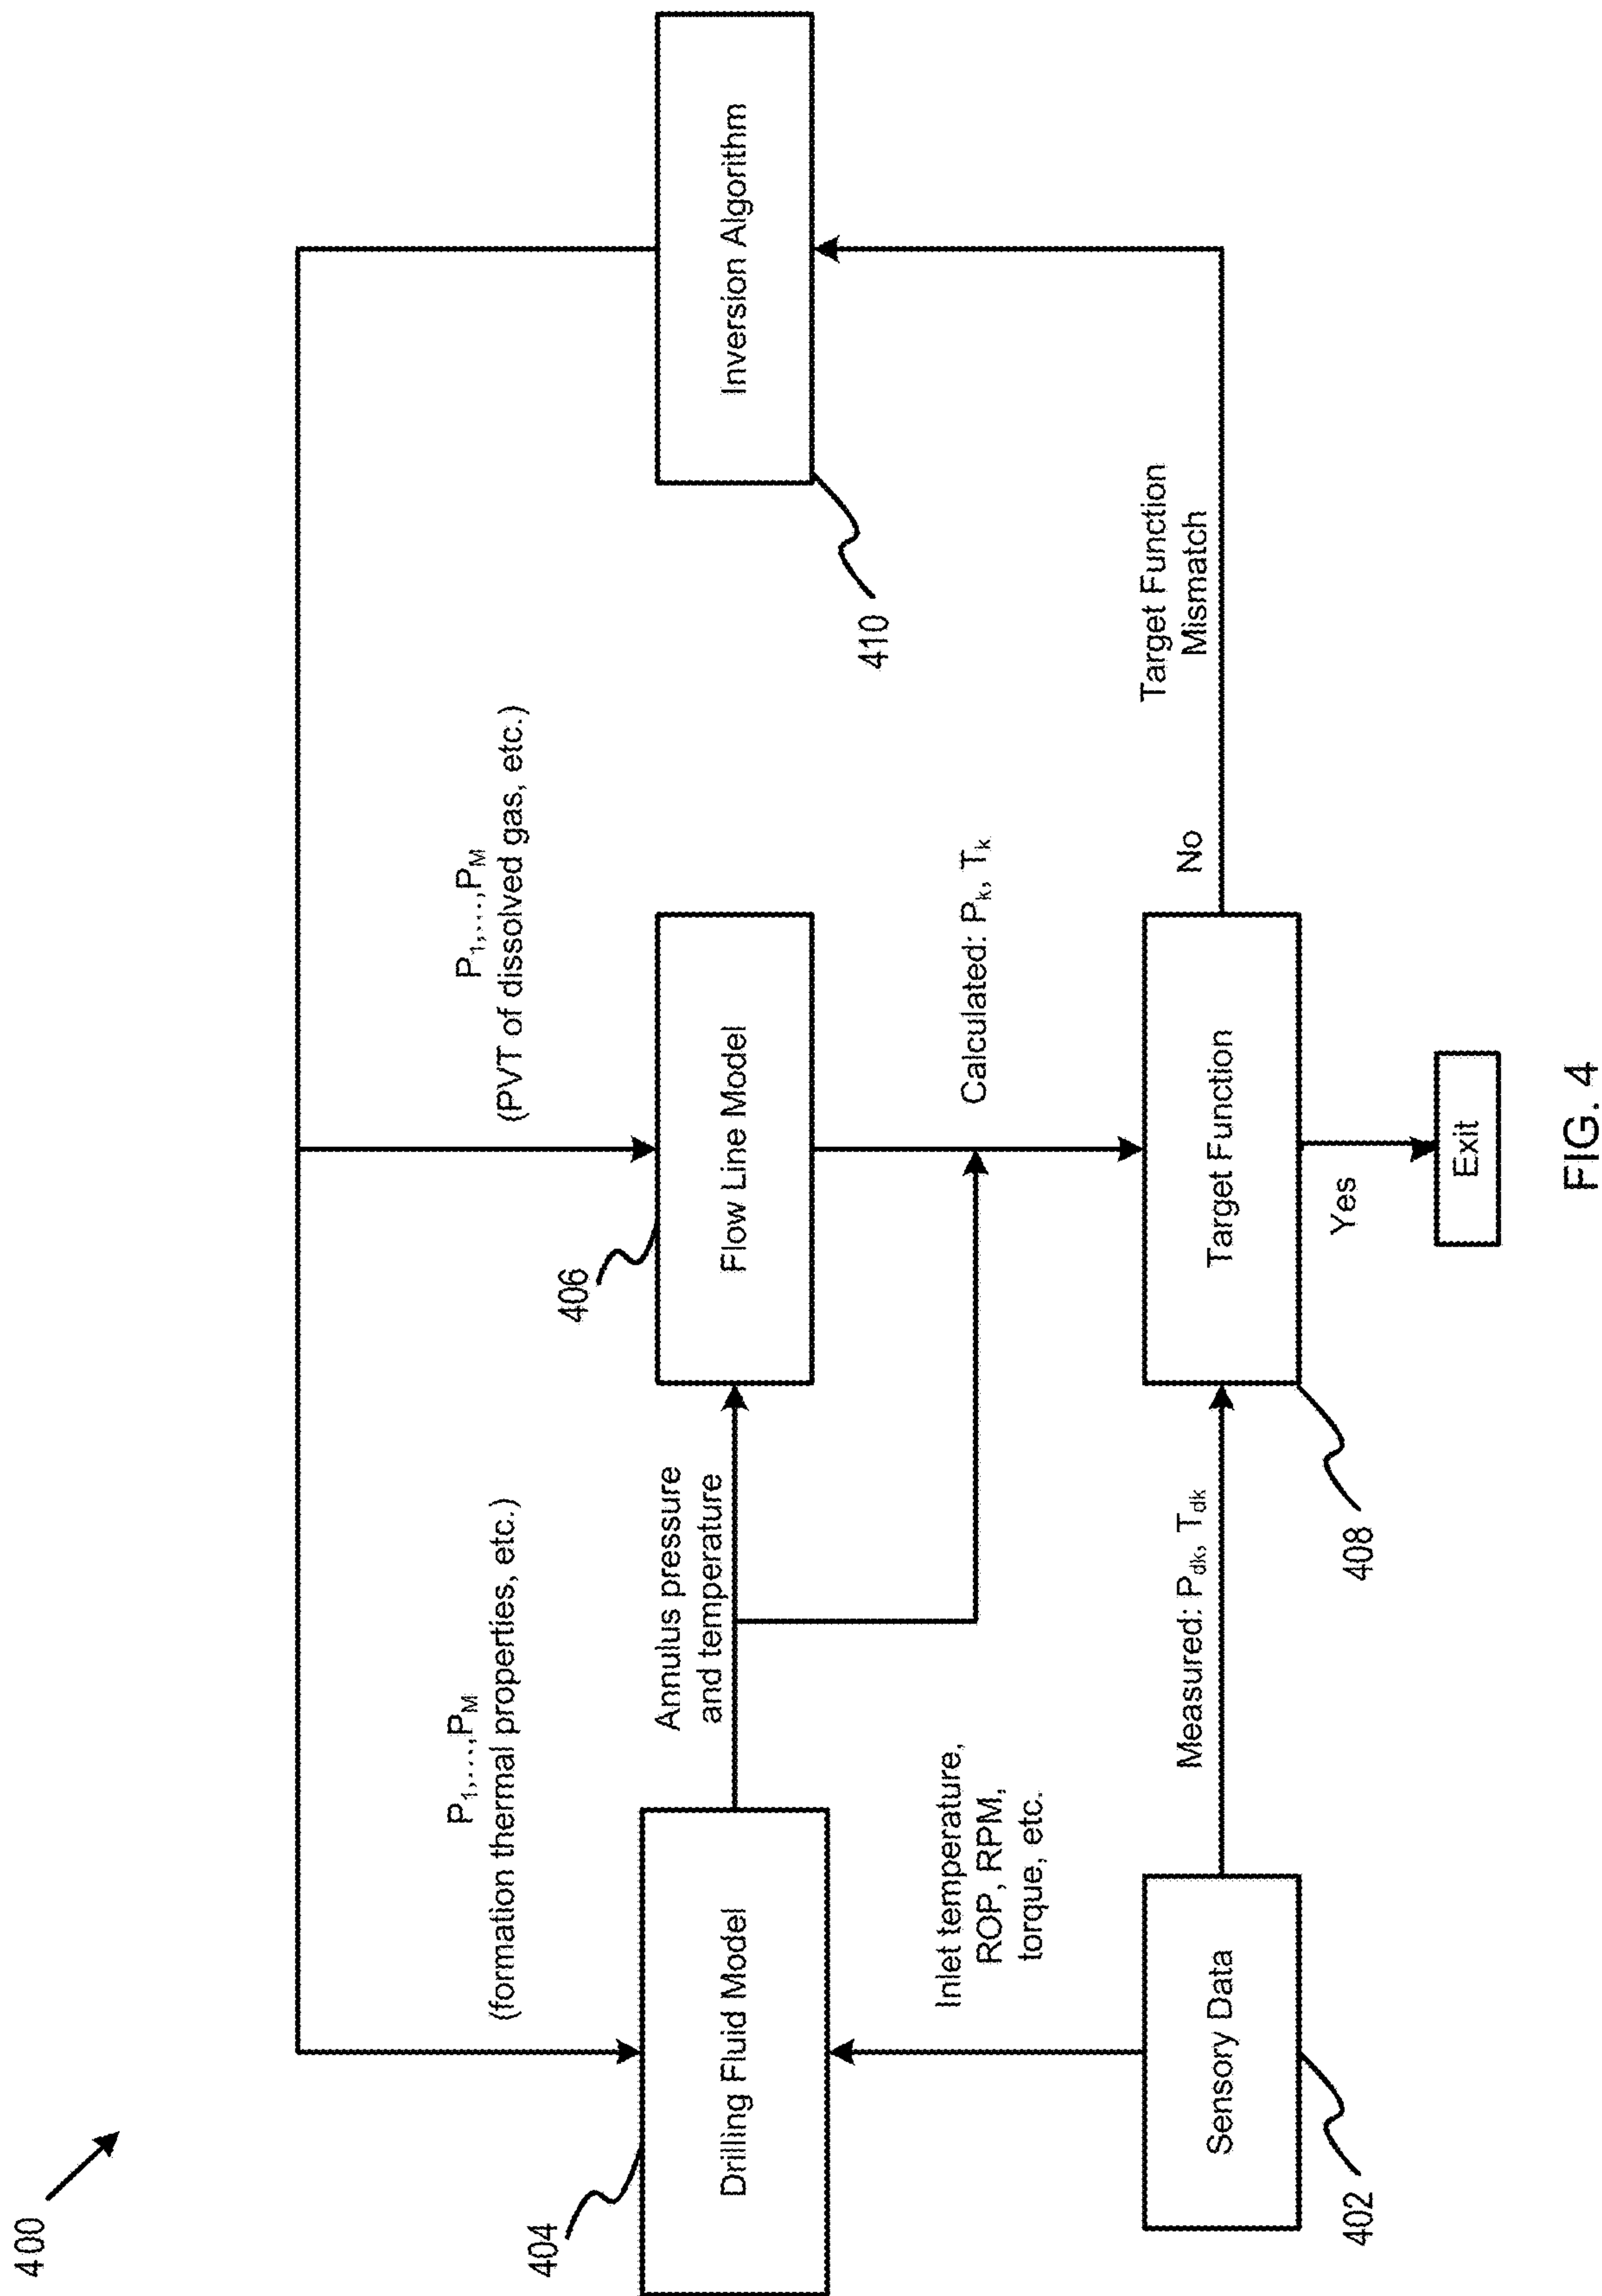 400
P1,...,PM
(formation thermal properties, etc.)
P1,...,PM
(PVT of dissolved gas, etc.)
404
Drilling Fluid Model
Annulus pressure
and temperature
406
Flow Line Model
Inversion Algorithm
410
Inlet temperature,
ROP, RPM,
torque, etc.
Calculated: Pk, Tk
Sensory Data
402
Measured: Pdk, Tdk
Target Function
408
No
Target Function
Mismatch
Yes
Exit
FIG. 4